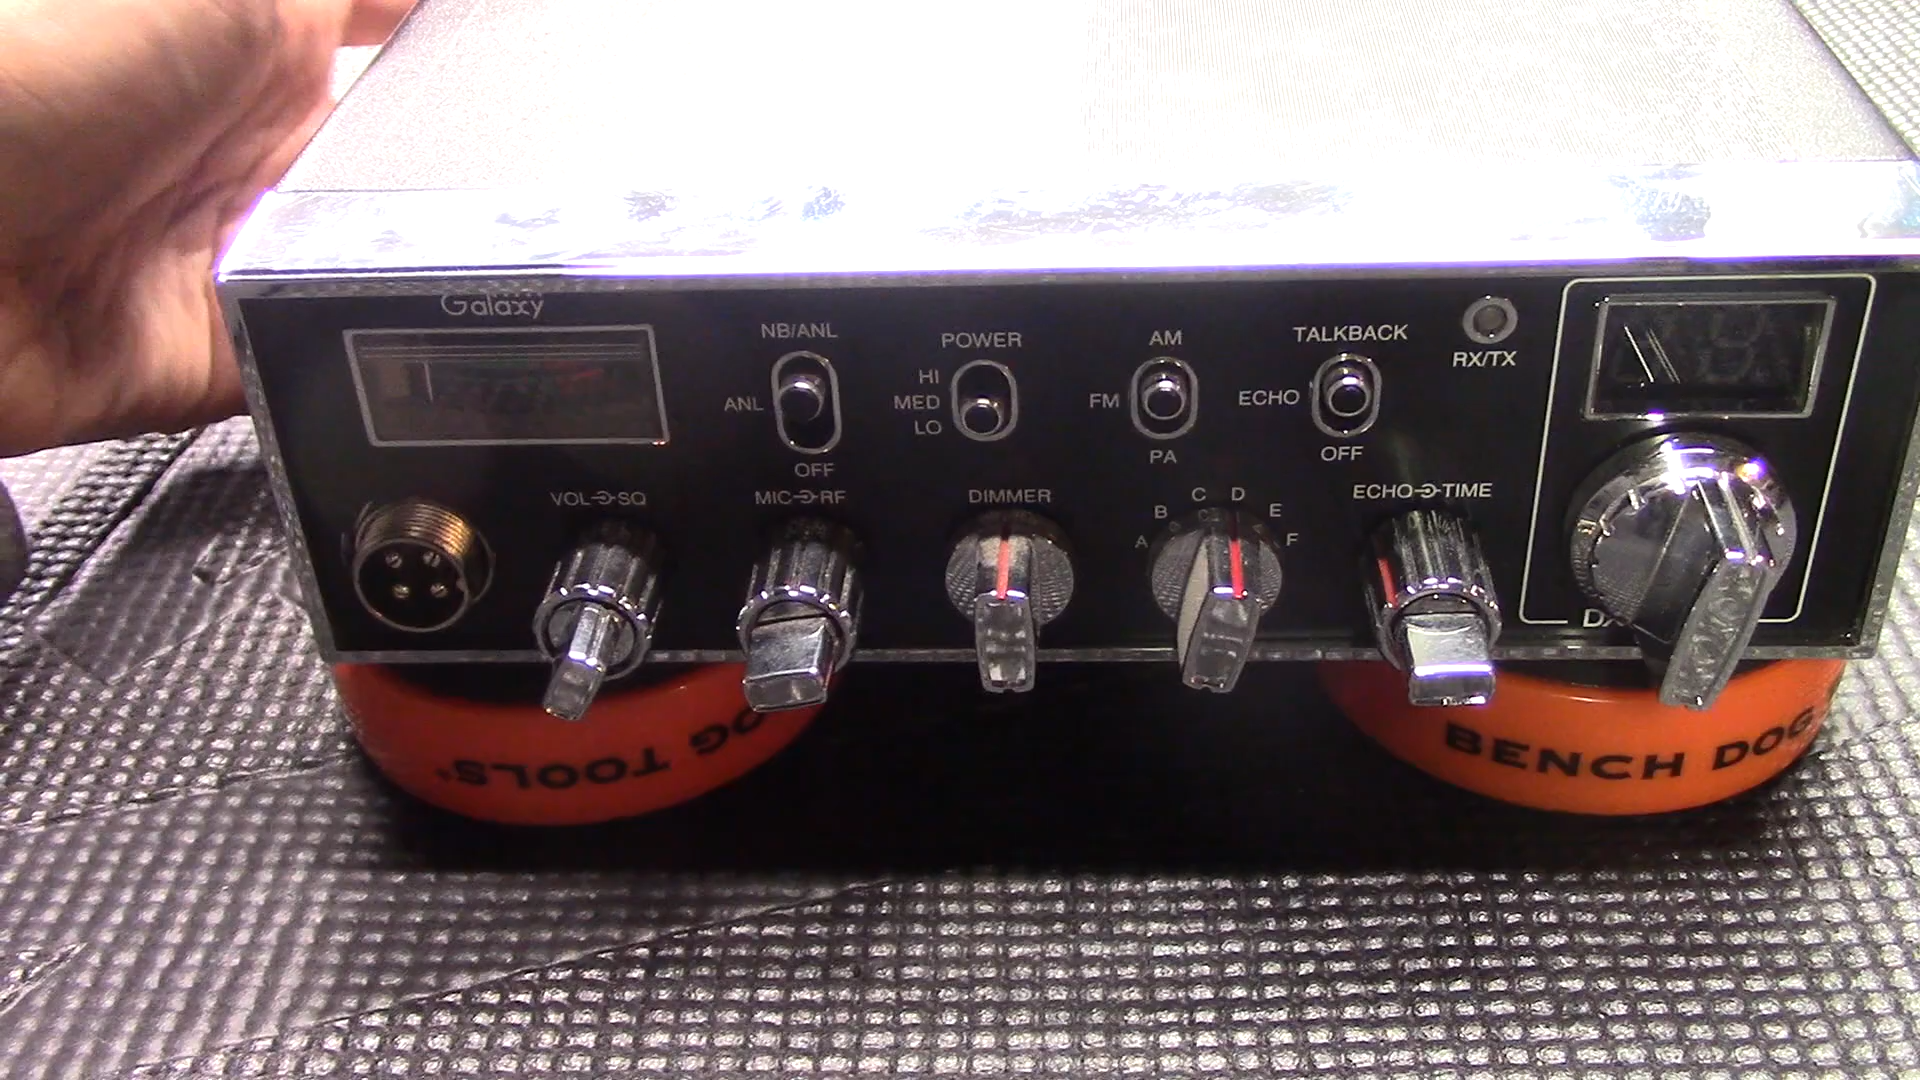 Galaxy
NB/ANL
ANL
OFF
POWER
HI
MED
LO
AM
FM
PA
TALKBACK
ECHO
OFF
RX/TX
VOL SQ
MIC RF
DIMMER
A B C D E F
ECHO TIME
DX
OG TOOLS
BENCH DOG